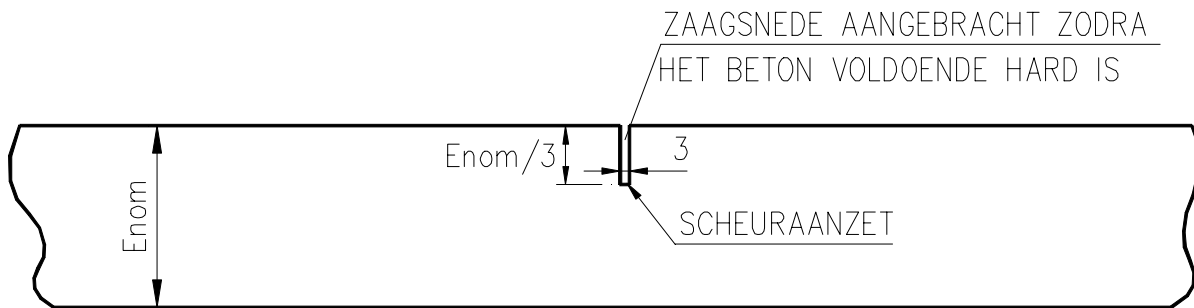 ZAAGSNEDE AANGEBRACHT ZODRA
HET BETON VOLDOENDE HARD IS
Enom/3
3
Enom
SCHEURAANZET